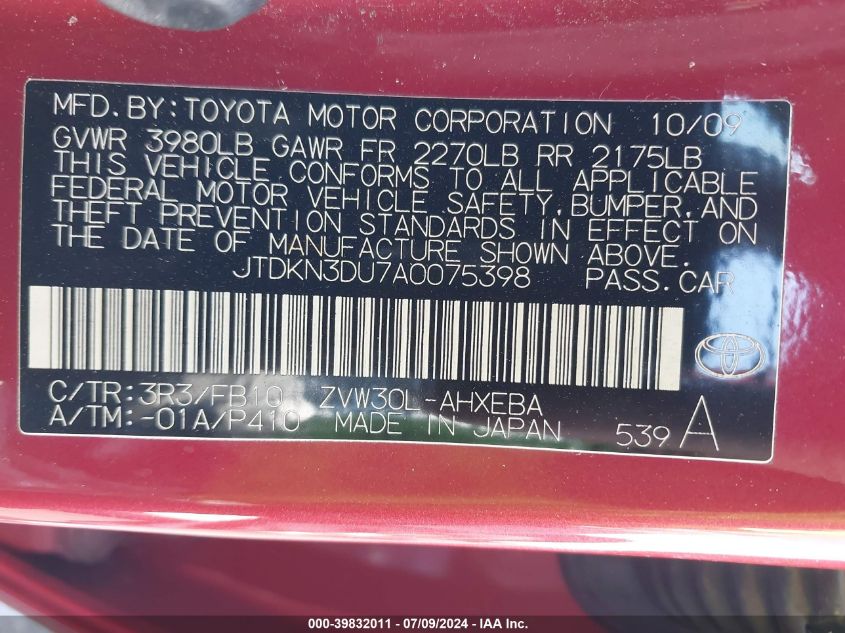 MFD.BY:TOYOTA MOTOR CORPORATION 10/09
GVWR 3980LB GAWR FR 2270LB RR 2175LB
THIS VEHICLE CONFORMS TO ALL APPLICABLE
FEDERAL MOTOR VEHICLE SAFETY,BUMPER,AND
THEFT PREVENTION STANDARDS IN EFFECT ON
THE DATE OF MANUFACTURE SHOWN ABOVE.
JTDKN3DU7A0075398 PASS.CAR
C/TR:3R3/FB10 ZVW30L-AHXEBA
A/TM:-01A/P410 MADE IN JAPAN 539 A
000-39832011 - 07/09/2024 - IAA